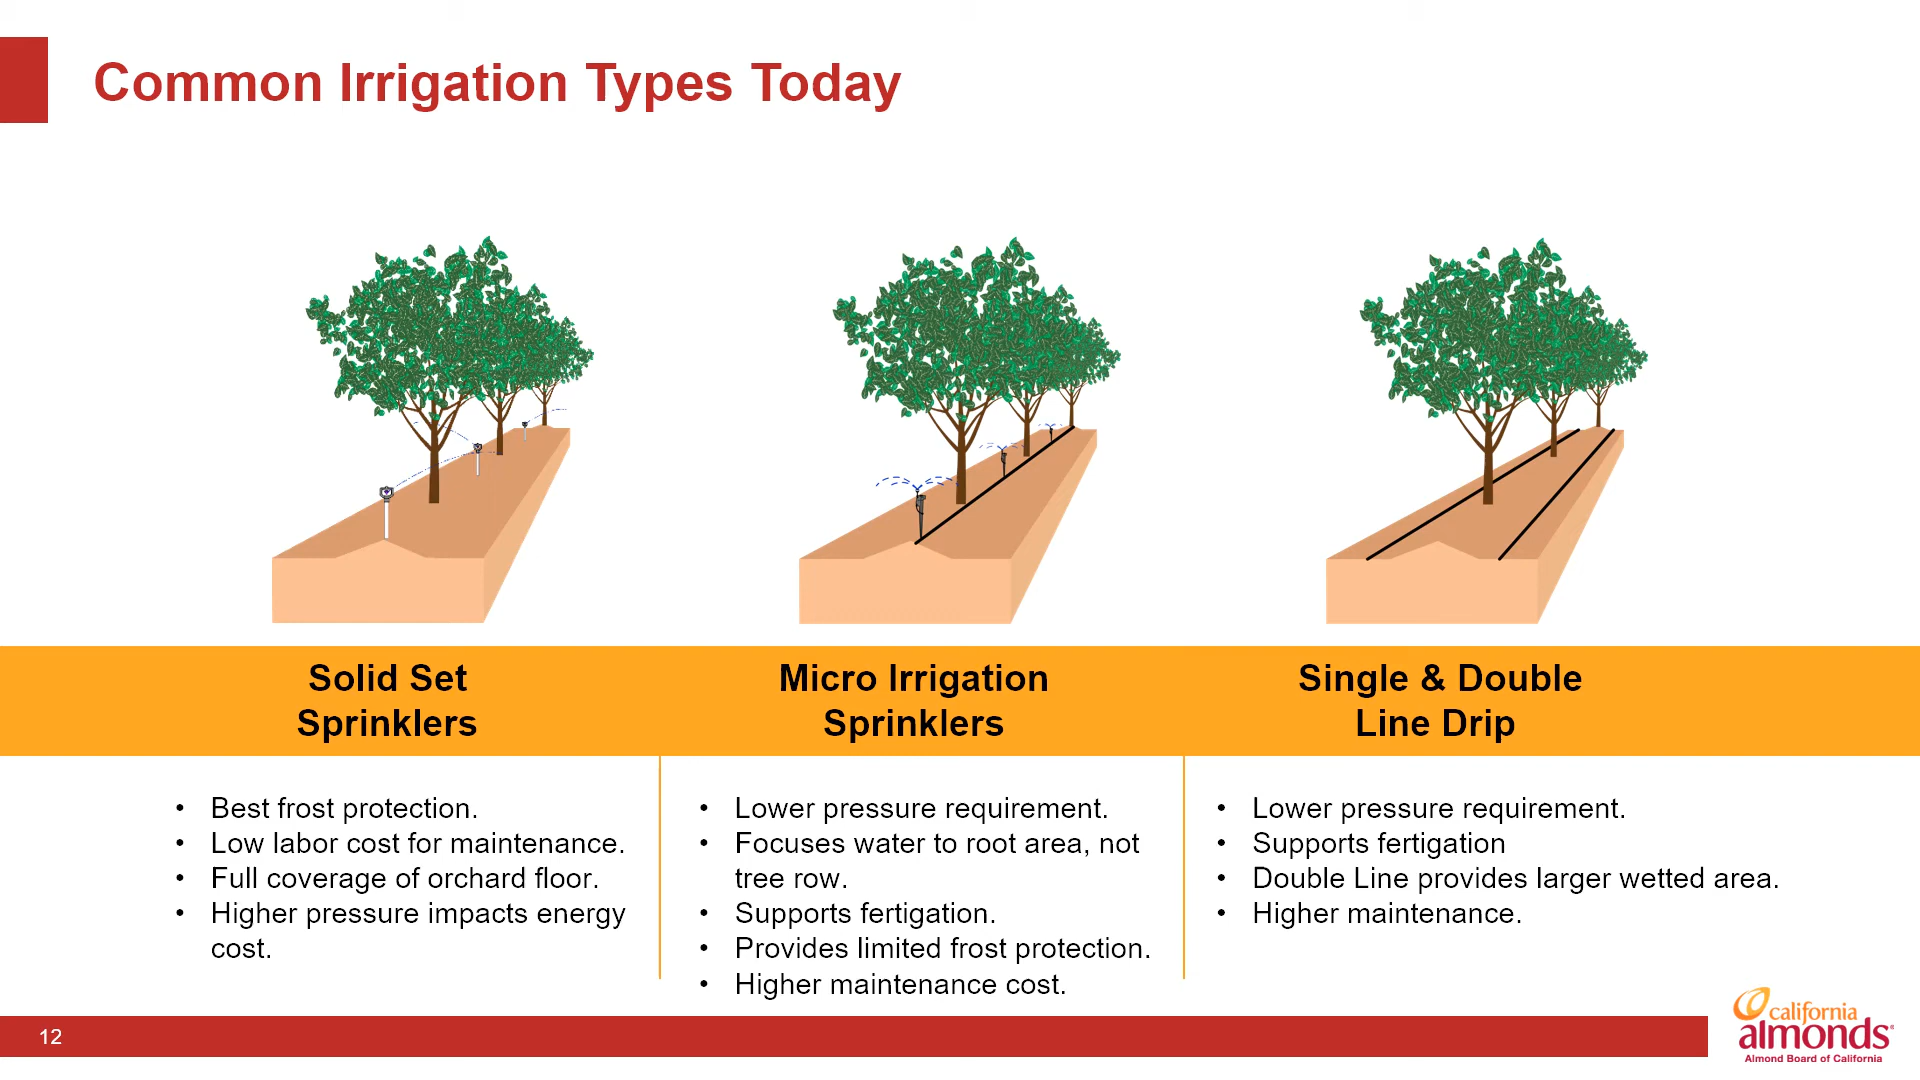 Common Irrigation Types Today
Solid Set
Sprinklers
Micro Irrigation
Sprinklers
Single & Double
Line Drip
• Best frost protection.
• Low labor cost for maintenance.
• Full coverage of orchard floor.
• Higher pressure impacts energy
cost.
• Lower pressure requirement.
• Focuses water to root area, not
tree row.
• Supports fertigation.
• Provides limited frost protection.
• Higher maintenance cost.
• Lower pressure requirement.
• Supports fertigation
• Double Line provides larger wetted area.
• Higher maintenance.
12
california
almonds®
Almond Board of California